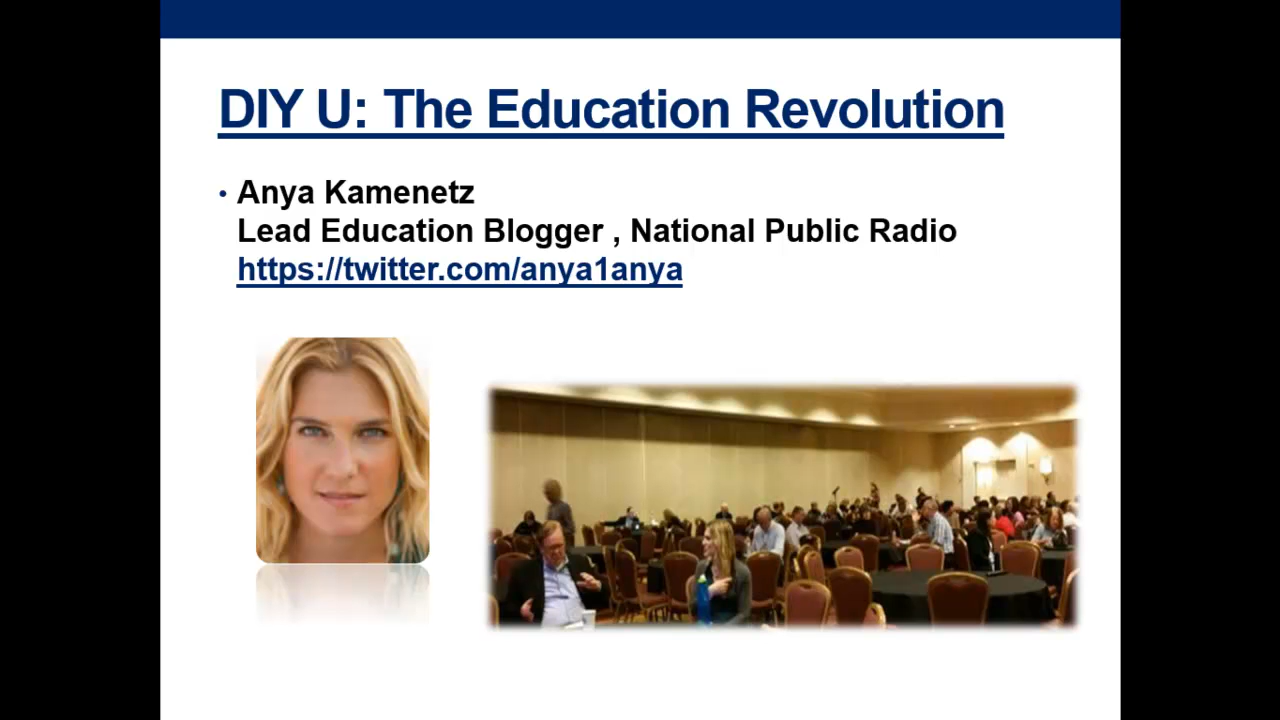 DIY U: The Education Revolution
• Anya Kamenetz
Lead Education Blogger , National Public Radio
https://twitter.com/anya1anya